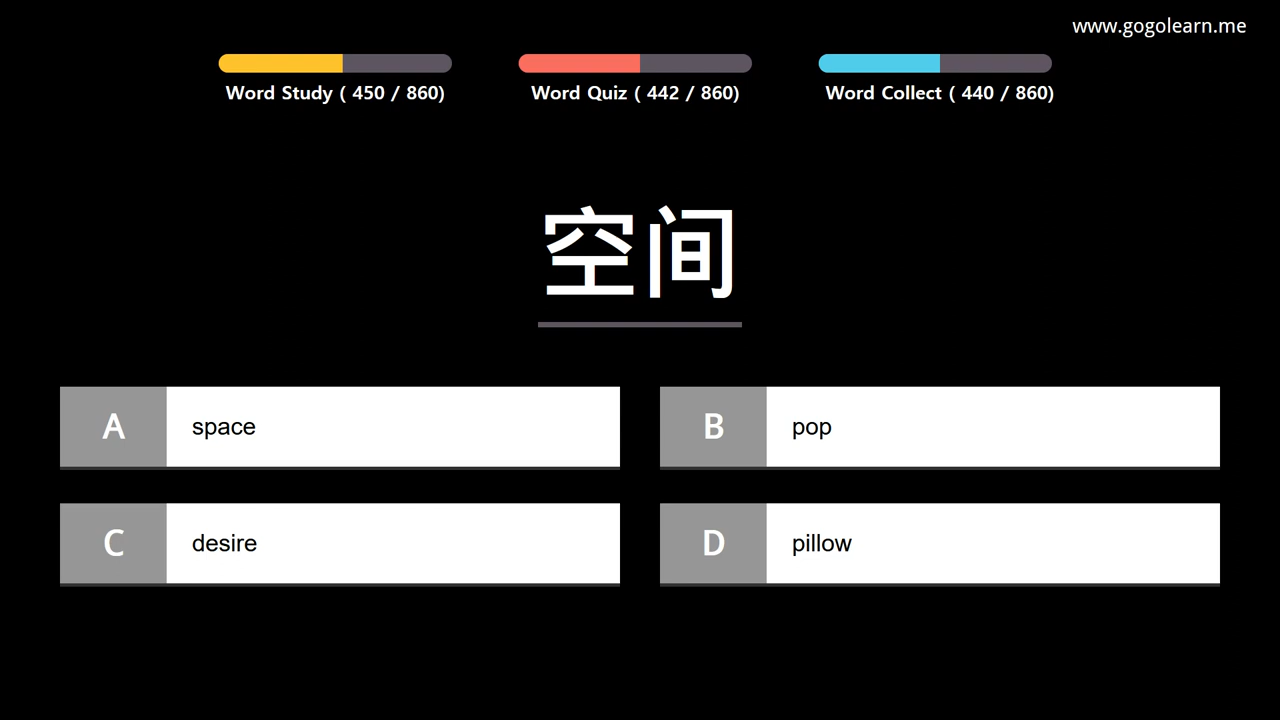 www.gogolearn.me
Word Study ( 450 / 860)
Word Quiz ( 442 / 860)
Word Collect ( 440 / 860)
空间
A space
B pop
C desire
D pillow